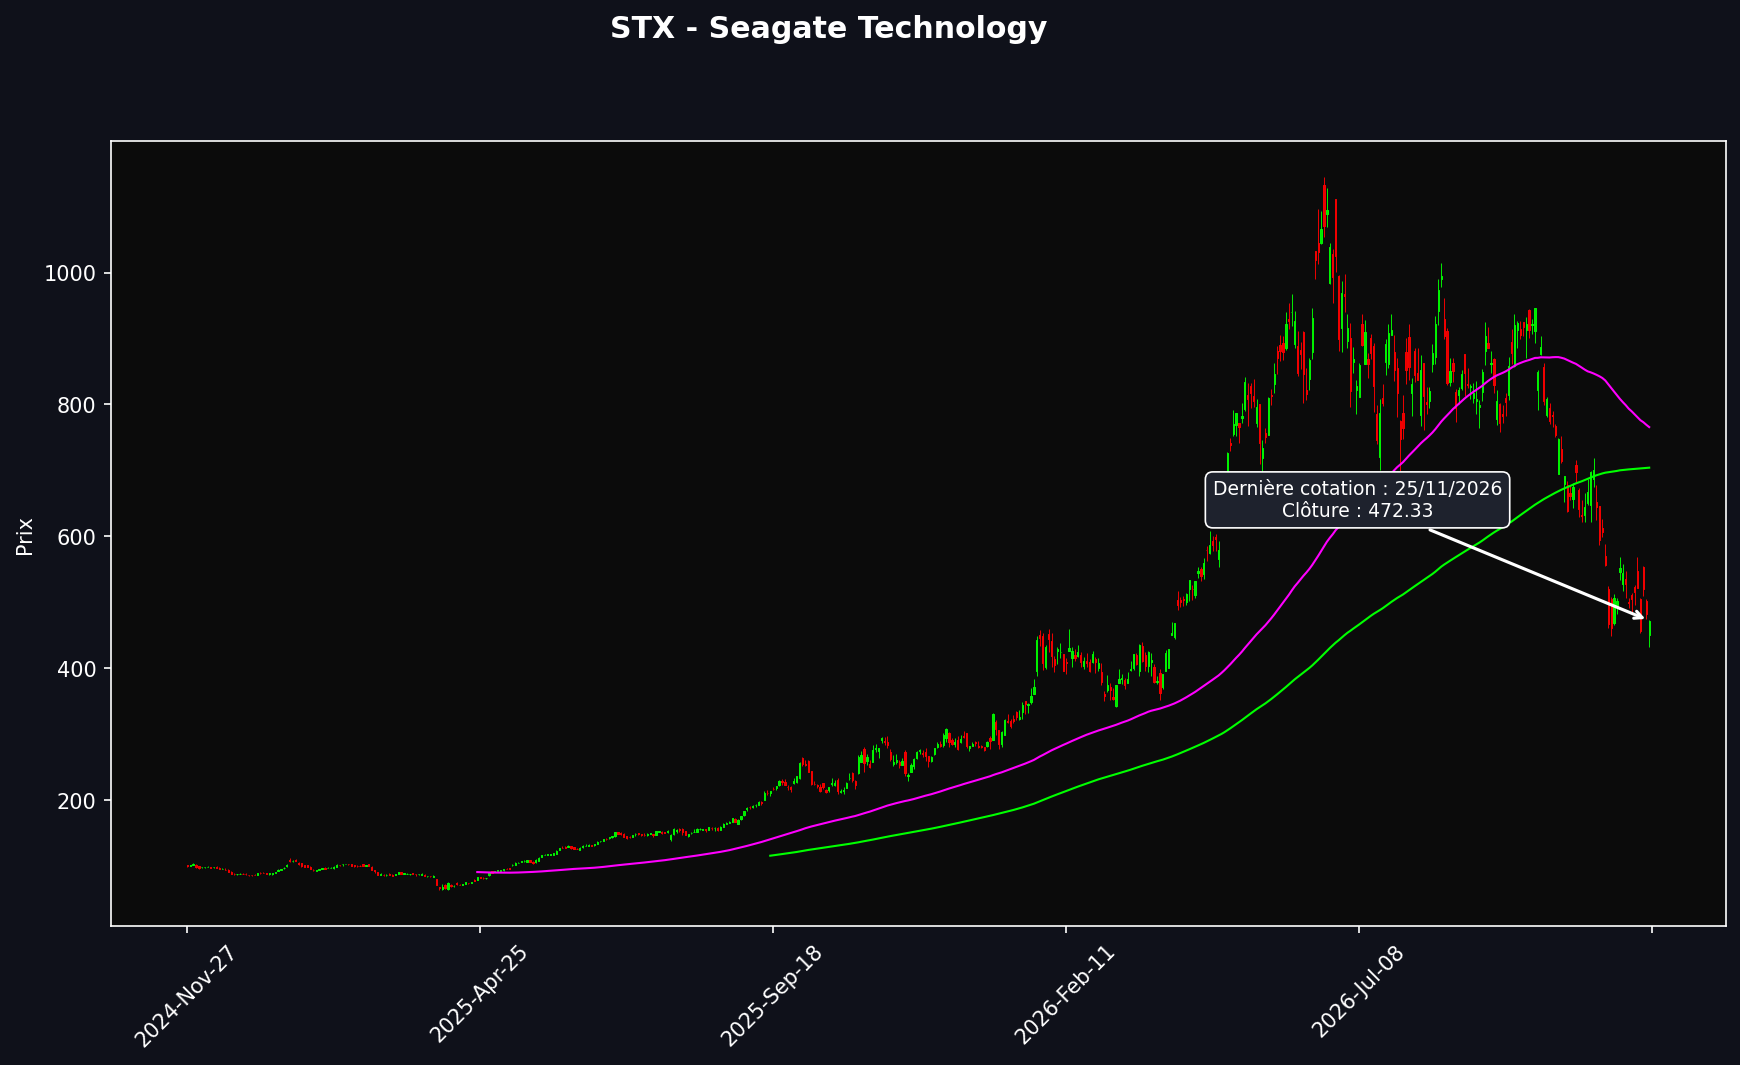 STX - Seagate Technology
Prix
1000
800
600
400
200
Dernière cotation : 25/11/2026
Clôture : 472.33
2024-Nov-27
2025-Apr-25
2025-Sep-18
2026-Feb-11
2026-Jul-08